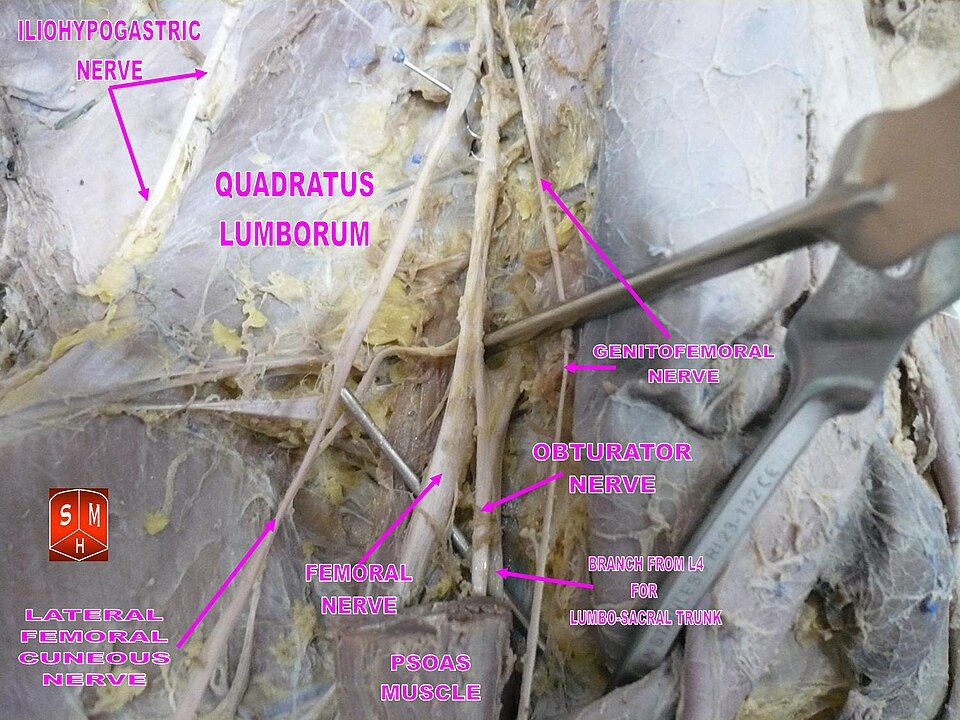 ILIOHYPOGASTRIC
NERVE
QUADRATUS
LUMBORUM
GENITOFEMORAL
NERVE
OBTURATOR
NERVE
BRANCH FROM L4
FOR
LUMBO-SACRAL TRUNK
FEMORAL
NERVE
LATERAL
FEMORAL
CUNEOUS
NERVE
PSOAS
MUSCLE
S M
H